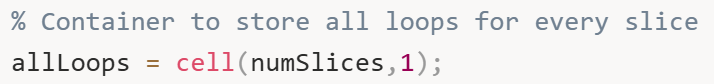 % Container to store all loops for every slice
allLoops = cell(numSlices,1);